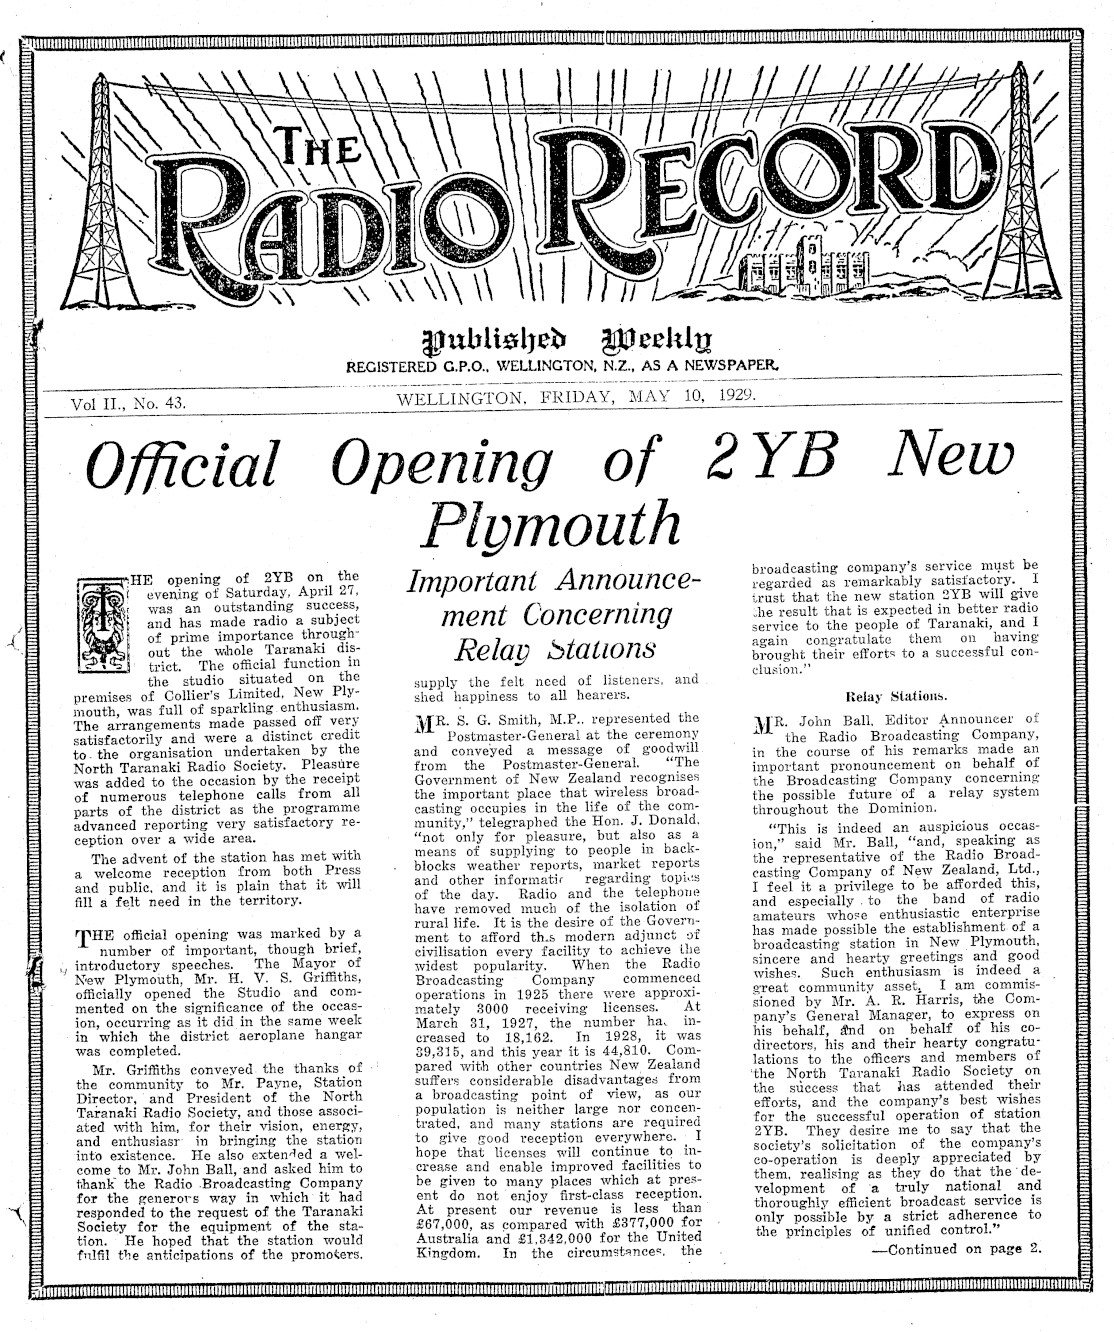 THE
RADIO RECORD
Published Weekly
REGISTERED G.P.O., WELLINGTON, N.Z., AS A NEWSPAPER.
Vol II., No. 43.
WELLINGTON, FRIDAY, MAY 10, 1929.
Official Opening of 2YB New
Plymouth
THE opening of 2YB on the
evening of Saturday, April 27,
was an outstanding success,
and has made radio a subject
of prime importance through-
out the whole Taranaki dis-
trict. The official function in
the studio situated on the
premises of Collier's Limited, New Ply-
mouth, was full of sparkling enthusiasm.
The arrangements made passed off very
satisfactorily and were a distinct credit
to the organisation undertaken by the
North Taranaki Radio Society. Pleasure
was added to the occasion by the receipt
of numerous telephone calls from all
parts of the district as the programme
advanced reporting very satisfactory re-
ception over a wide area.
The advent of the station has met with
a welcome reception from both Press
and public, and it is plain that it will
fill a felt need in the territory.
THE official opening was marked by a
number of important, though brief,
introductory speeches. The Mayor of
New Plymouth, Mr. H. V. S. Griffiths,
officially opened the Studio and com-
mented on the significance of the occas-
ion, occurring as it did in the same week
in which the district aeroplane hangar
was completed.
Mr. Griffiths conveyed the thanks of
the community to Mr. Payne, Station
Director, and President of the North
Taranaki Radio Society, and those associ-
ated with him, for their vision, energy,
and enthusiasm in bringing the station
into existence. He also extended a wel-
come to Mr. John Ball, and asked him to
thank the Radio Broadcasting Company
for the generous way in which it had
responded to the request of the Taranaki
Society for the equipment of the sta-
tion. He hoped that the station would
fulfil the anticipations of the promoters.
Important Announce-
ment Concerning
Relay Stations
supply the felt need of listeners, and
shed happiness to all hearers.
MR. S. G. Smith, M.P., represented the
Postmaster-General at the ceremony
and conveyed a message of goodwill
from the Postmaster-General. "The
Government of New Zealand recognises
the important place that wireless broad-
casting occupies in the life of the com-
munity," telegraphed the Hon. J. Donald,
"not only for pleasure, but also as a
means of supplying to people in back-
blocks weather reports, market reports
and other informati regarding topics
of the day. Radio and the telephone
have removed much of the isolation of
rural life. It is the desire of the Govern-
ment to afford this modern adjunct of
civilisation every facility to achieve the
widest popularity. When the Radio
Broadcasting Company commenced
operations in 1925 there were approxi-
mately 3000 receiving licenses. At
March 31, 1927, the number had in-
creased to 18,162. In 1928, it was
39,315, and this year it is 44,810. Com-
pared with other countries New Zealand
suffers considerable disadvantages from
a broadcasting point of view, as our
population is neither large nor concen-
trated, and many stations are required
to give good reception everywhere. I
hope that licenses will continue to in-
crease and enable improved facilities to
be given to many places which at pres-
ent do not enjoy first-class reception.
At present our revenue is less than
£67,000, as compared with £377,000 for
Australia and £1,342,000 for the United
Kingdom. In the circumstances, the
broadcasting company's service must be
regarded as remarkably satisfactory. I
trust that the new station 2YB will give
the result that is expected in better radio
service to the people of Taranaki, and I
again congratulate them on having
brought their efforts to a successful con-
clusion."
Relay Stations.
MR. John Ball, Editor Announcer of
the Radio Broadcasting Company,
in the course of his remarks made an
important pronouncement on behalf of
the Broadcasting Company concerning
the possible future of a relay system
throughout the Dominion.
"This is indeed an auspicious occas-
ion," said Mr. Ball, "and, speaking as
the representative of the Radio Broad-
casting Company of New Zealand, Ltd.,
I feel it a privilege to be afforded this,
and especially to the band of radio
amateurs whose enthusiastic enterprise
has made possible the establishment of a
broadcasting station in New Plymouth,
sincere and hearty greetings and good
wishes. Such enthusiasm is indeed a
great community asset. I am commis-
sioned by Mr. A. R. Harris, the Com-
pany's General Manager, to express on
his behalf, and on behalf of his co-
directors, his and their hearty congratu-
lations to the officers and members of
the North Taranaki Radio Society on
the success that has attended their
efforts, and the company's best wishes
for the successful operation of station
2YB. They desire me to say that the
society's solicitation of the company's
co-operation is deeply appreciated by
them, realising as they do that the de-
velopment of a truly national and
thoroughly efficient broadcast service is
only possible by a strict adherence to
the principles of unified control."
—Continued on page 2.